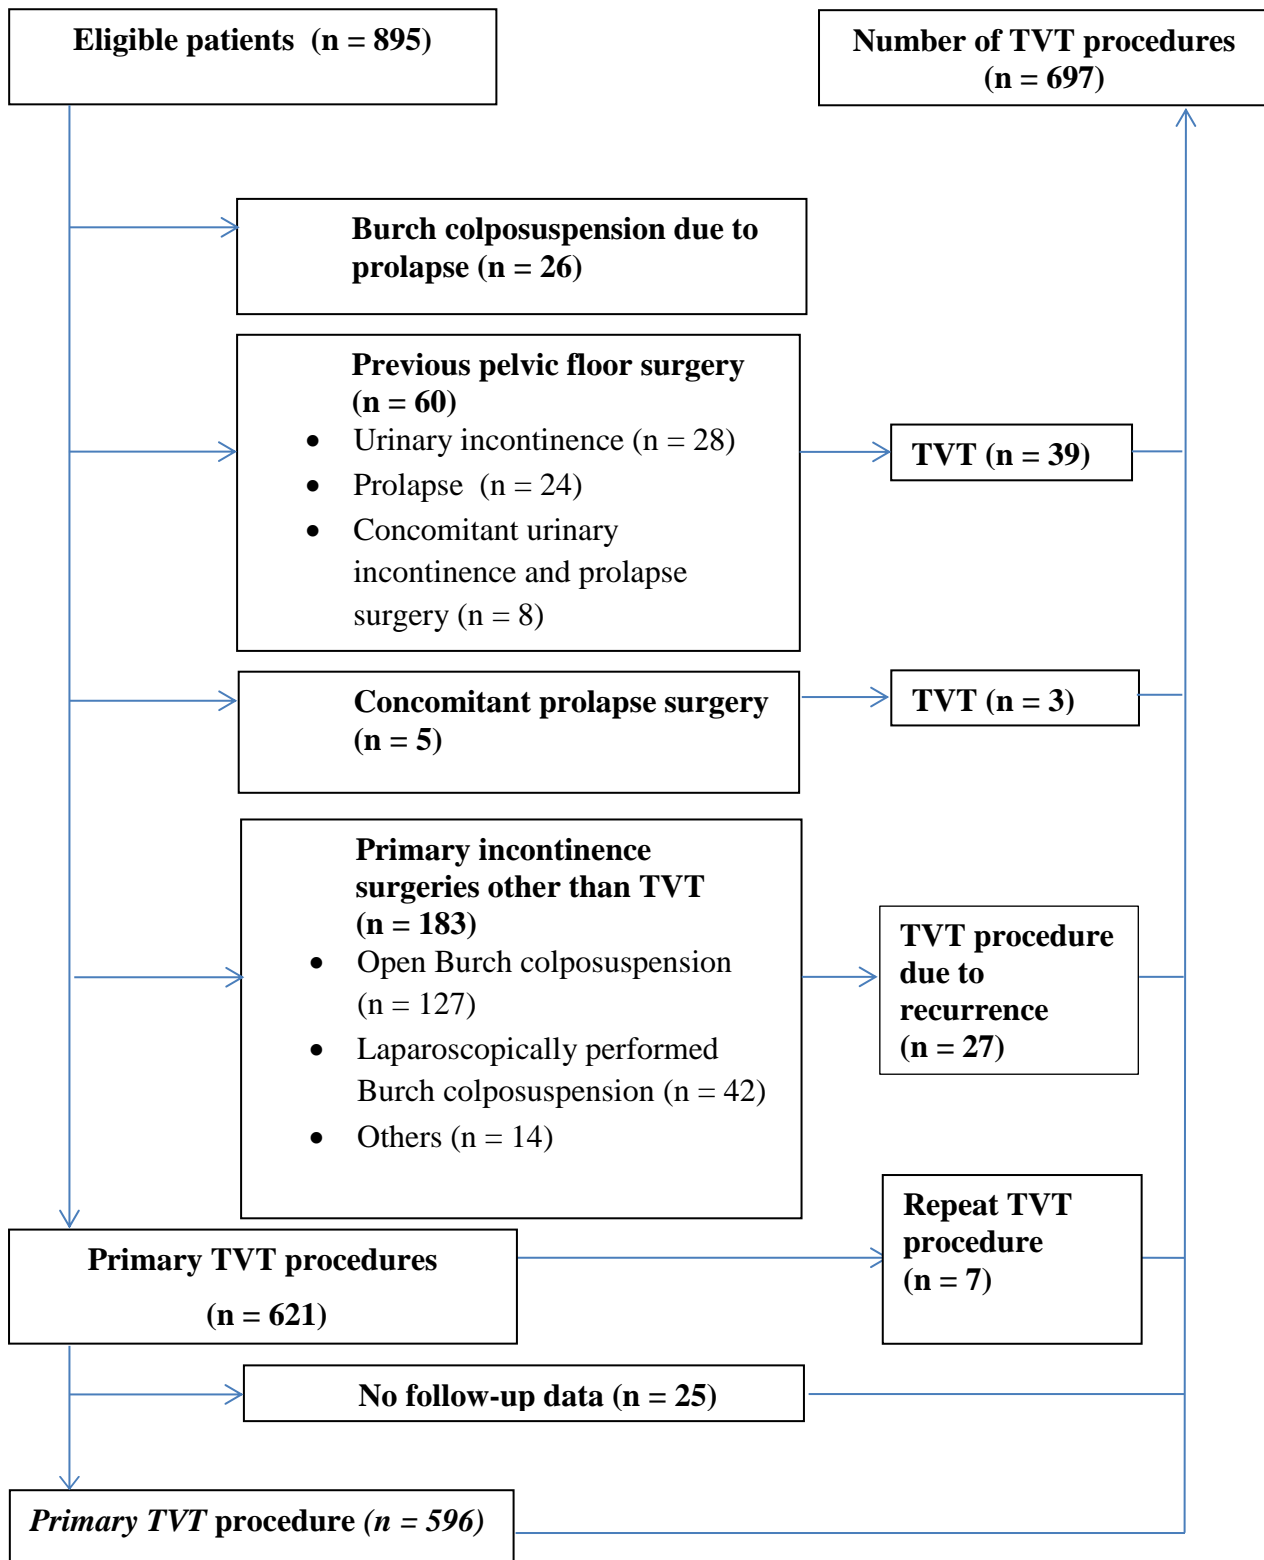 Eligible patients (n = 895)
Number of TVT procedures
(n = 697)
Burch colposuspension due to
prolapse (n = 26)
Previous pelvic floor surgery
(n = 60)
• Urinary incontinence (n = 28)
• Prolapse (n = 24)
• Concomitant urinary
incontinence and prolapse
surgery (n = 8)
TVT (n = 39)
Concomitant prolapse surgery
(n = 5)
TVT (n = 3)
Primary incontinence
surgeries other than TVT
(n = 183)
• Open Burch colposuspension
(n = 127)
• Laparoscopically performed
Burch colposuspension (n = 42)
• Others (n = 14)
TVT procedure
due to
recurrence
(n = 27)
Primary TVT procedures
(n = 621)
Repeat TVT
procedure
(n = 7)
No follow-up data (n = 25)
Primary TVT procedure (n = 596)